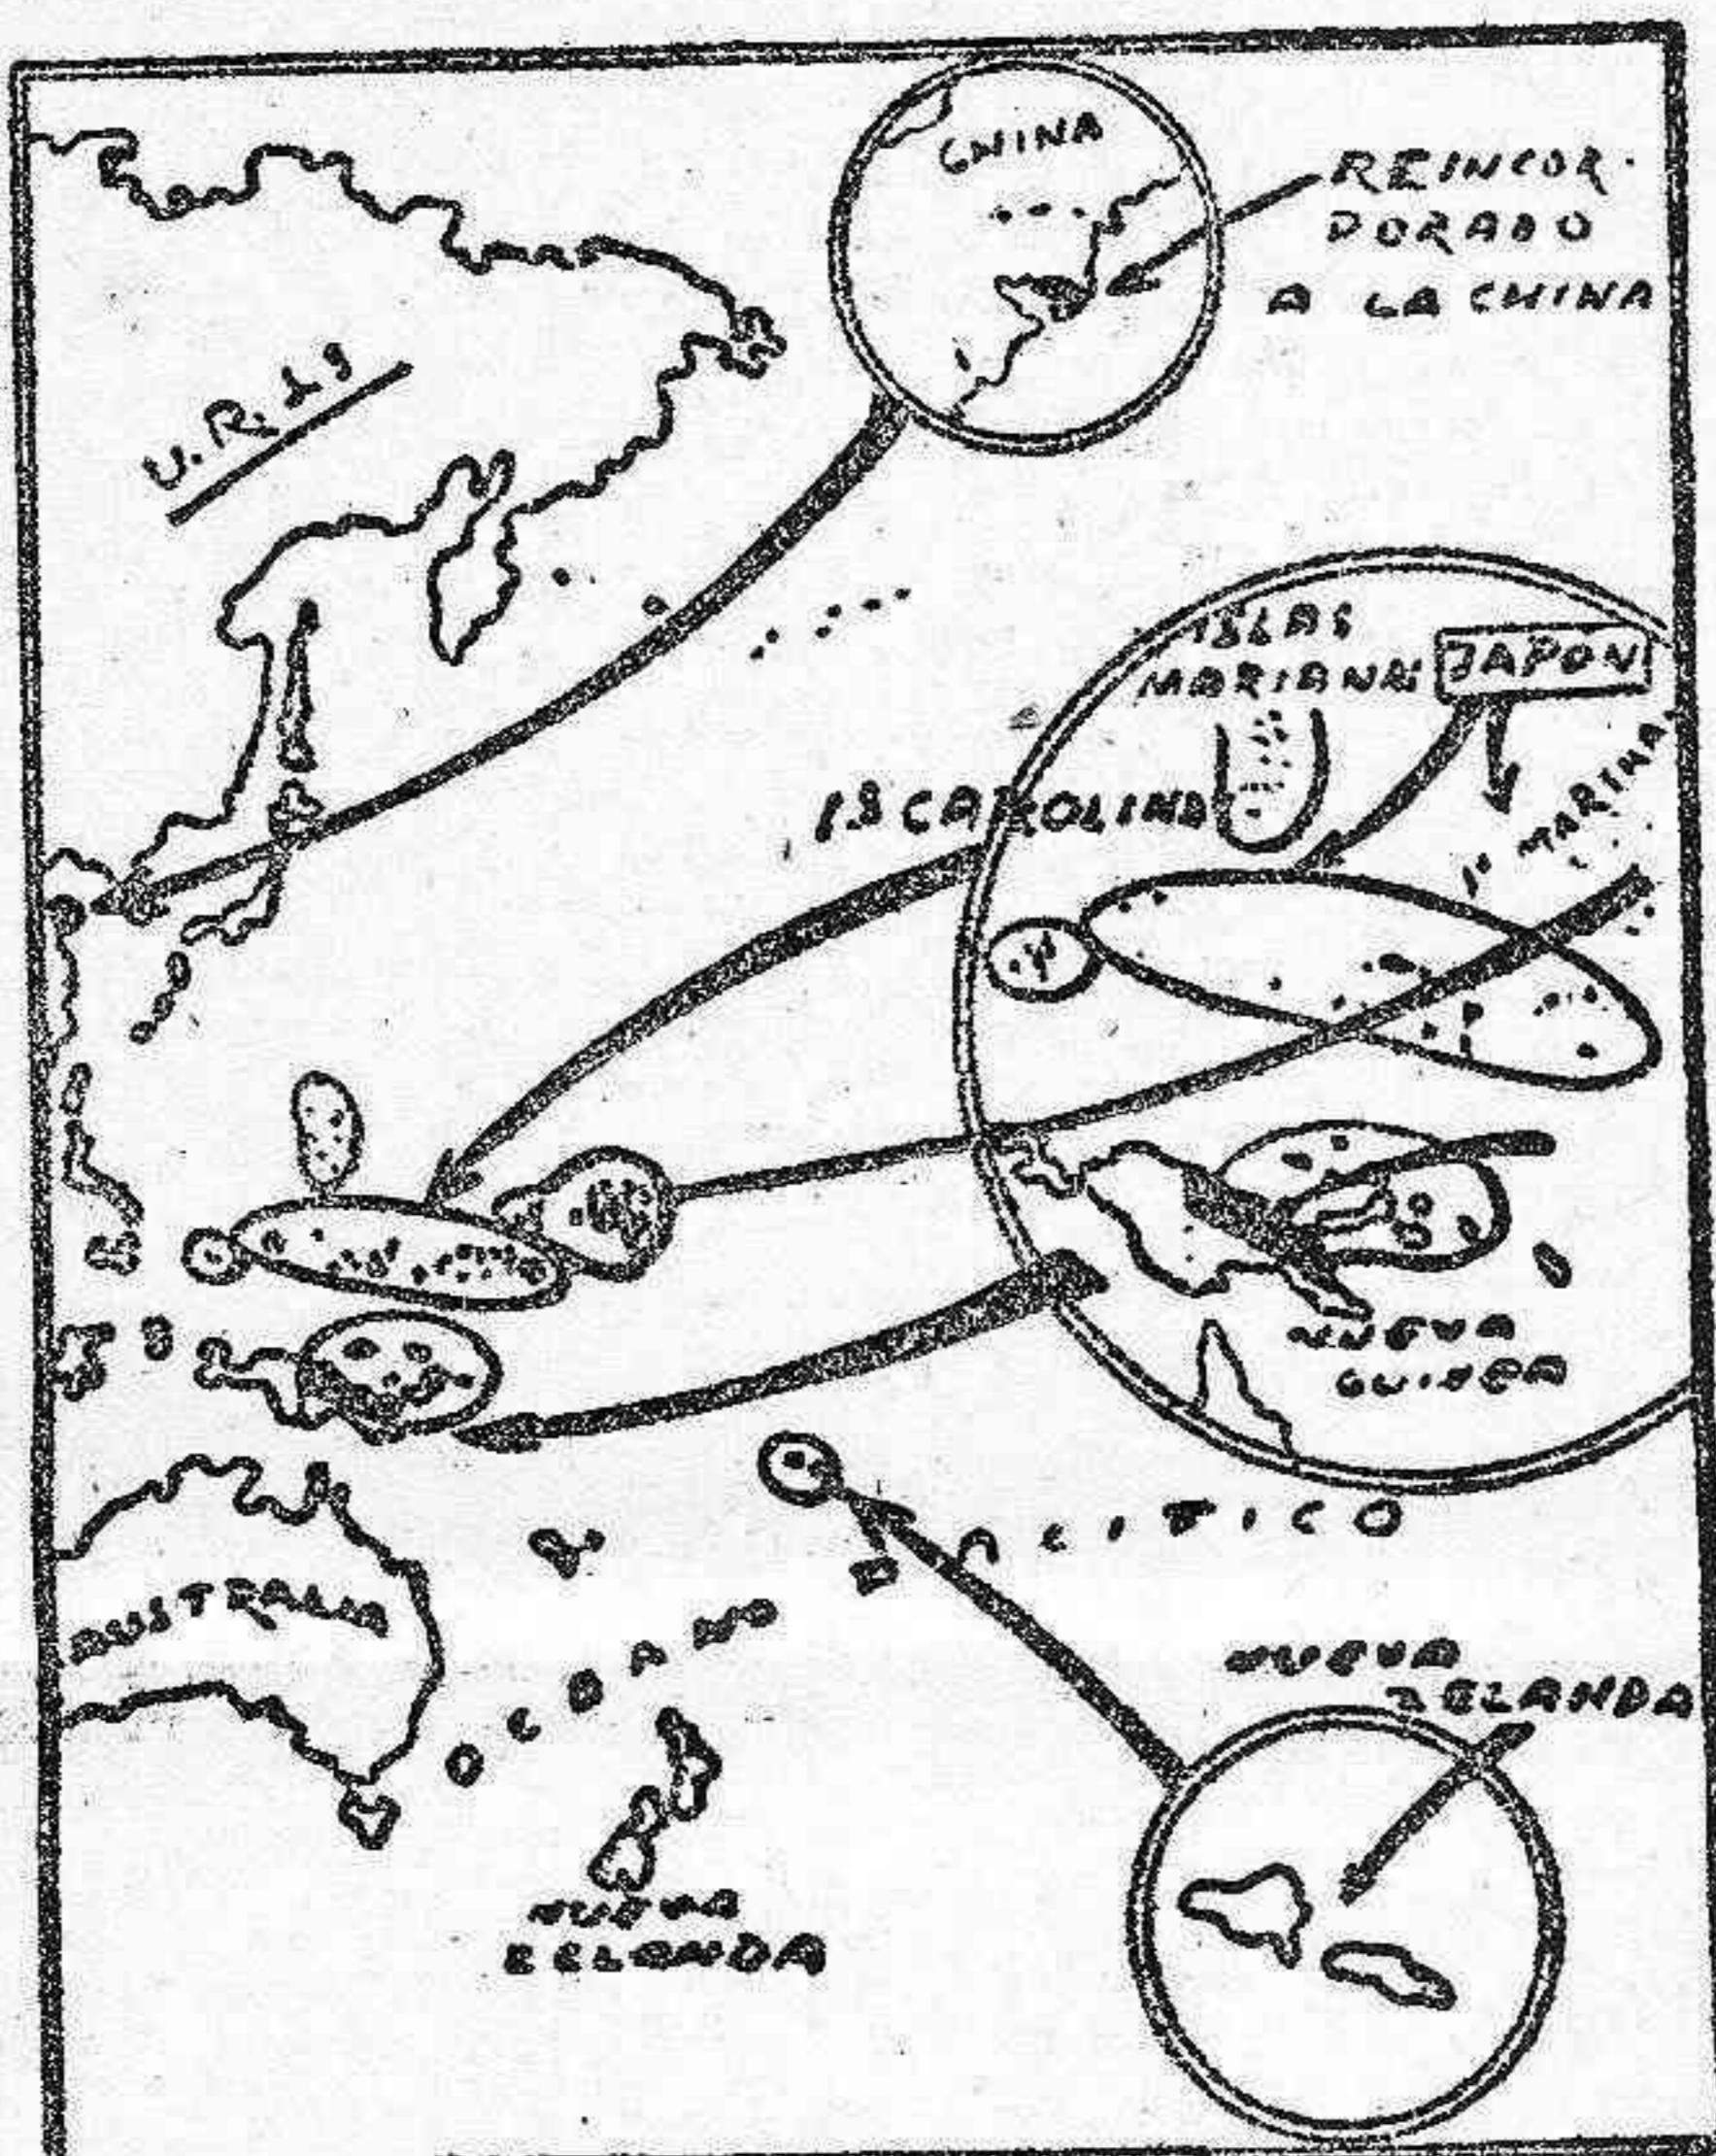 CHINA
REINCOR-
PORADO
A LA CHINA
U.R.S.S
ISLAS
MARIANAS
JAPON
IS CAROLINAS
Iˢ MARSHA.
NUEVA
GUINEA
OCEANO PACIFICO
AUSTRALIA
NUEVA
ZELANDA
NUEVA
ZELANDA